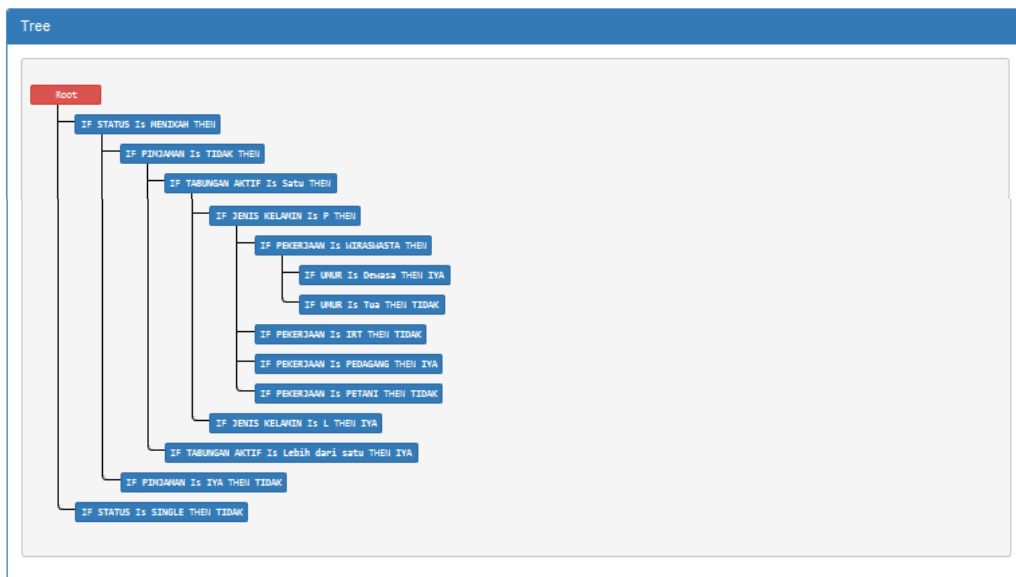 Tree
Root
IF STATUS Is MENIKAH THEN
IF PINJAMAN Is TIDAK THEN
IF TABUNGAN AKTIF Is Satu THEN
IF JENIS KELAMIN Is P THEN
IF PEKERJAAN Is WIRASWASTA THEN
IF UMUR Is Dewasa THEN IYA
IF UMUR Is Tua THEN TIDAK
IF PEKERJAAN Is IRT THEN TIDAK
IF PEKERJAAN Is PEDAGANG THEN IYA
IF PEKERJAAN Is PETANI THEN TIDAK
IF JENIS KELAMIN Is L THEN IYA
IF TABUNGAN AKTIF Is Lebih dari satu THEN IYA
IF PINJAMAN Is IYA THEN TIDAK
IF STATUS Is SINGLE THEN TIDAK